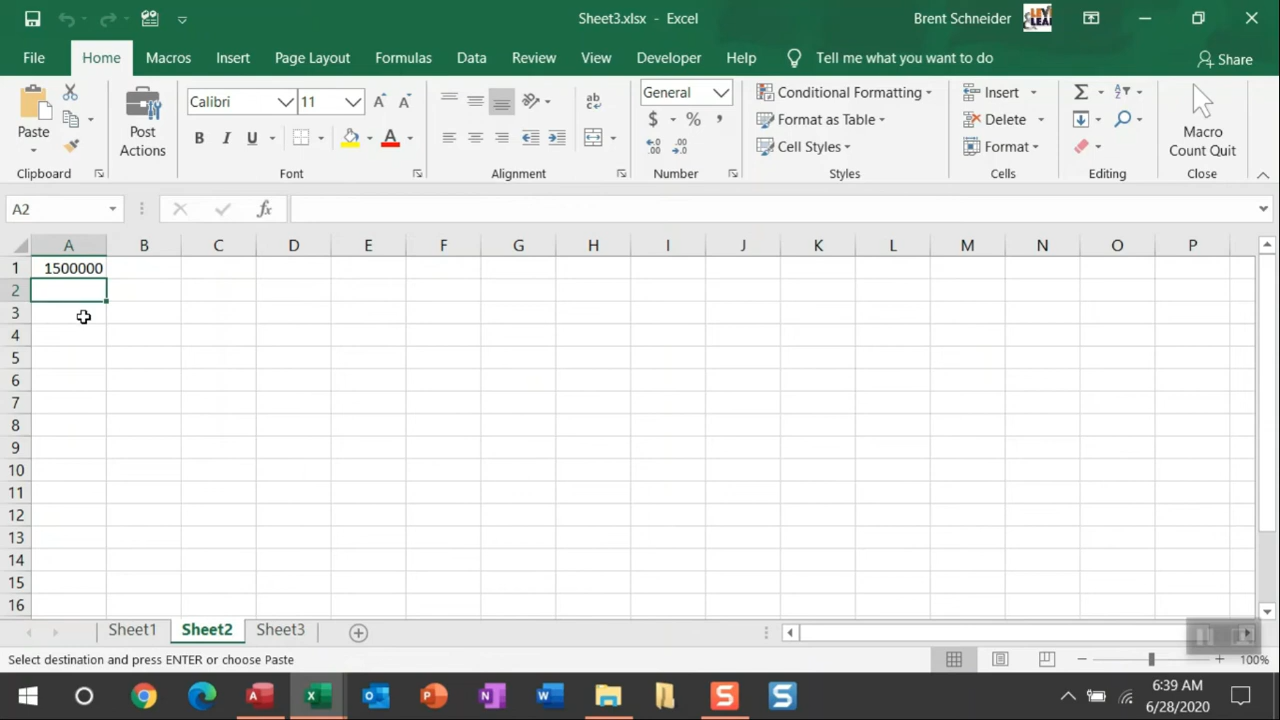 Sheet3.xlsx - Excel
Brent Schneider
File Home Macros Insert Page Layout Formulas Data Review View Developer Help Tell me what you want to do Share
Paste
Clipboard
Post Actions
Calibri 11
B I U A
Font
ab
Alignment
General
$ % ,
Number
Conditional Formatting
Format as Table
Cell Styles
Styles
Insert
Delete
Format
Cells
Editing
Macro Count Quit
Close
A2 fx
A B C D E F G H I J K L M N O P
1 1500000
2
3
4
5
6
7
8
9
10
11
12
13
14
15
16
Sheet1 Sheet2 Sheet3
Select destination and press ENTER or choose Paste 100%
6:39 AM
6/28/2020